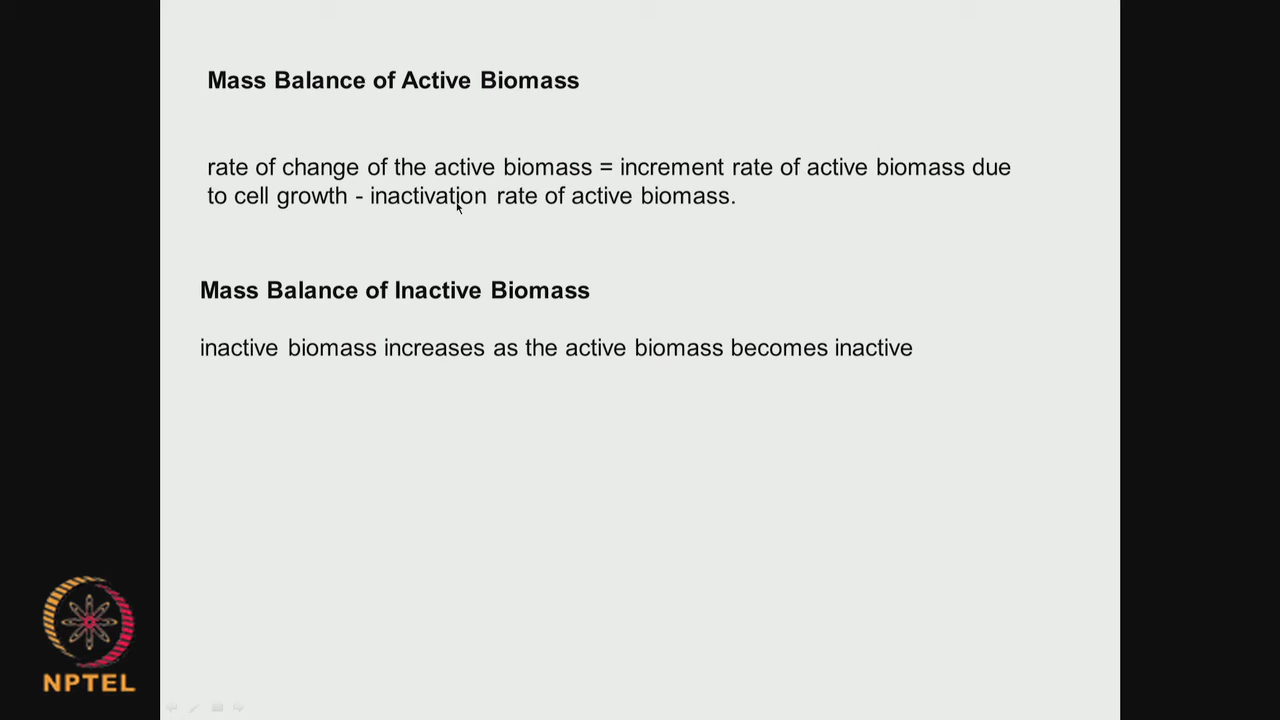 Mass Balance of Active Biomass
rate of change of the active biomass = increment rate of active biomass due
to cell growth - inactivation rate of active biomass.
Mass Balance of Inactive Biomass
inactive biomass increases as the active biomass becomes inactive
NPTEL